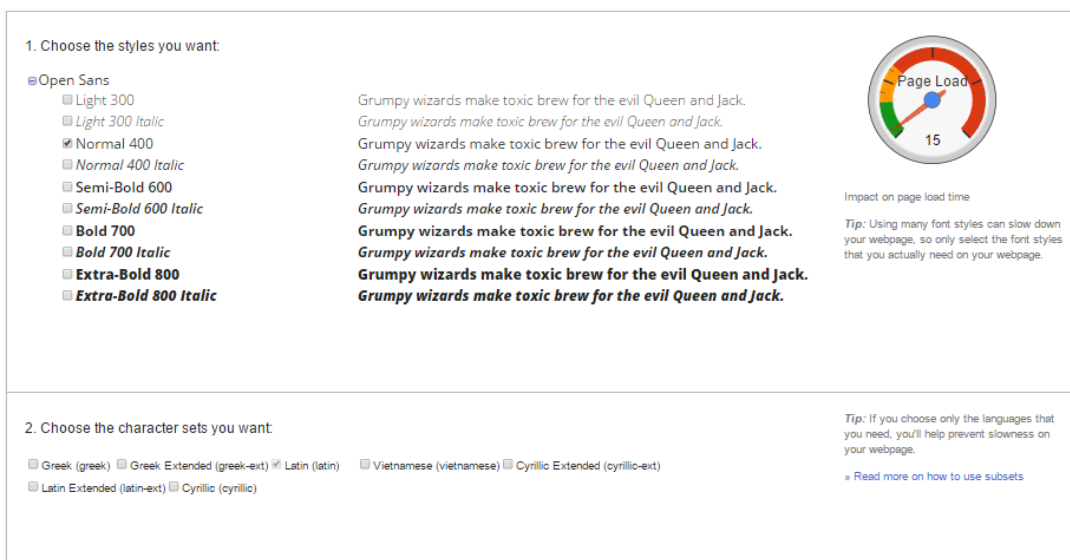 1. Choose the styles you want:
Open Sans
Light 300 Grumpy wizards make toxic brew for the evil Queen and Jack.
Light 300 Italic Grumpy wizards make toxic brew for the evil Queen and Jack.
Normal 400 Grumpy wizards make toxic brew for the evil Queen and Jack.
Normal 400 Italic Grumpy wizards make toxic brew for the evil Queen and Jack.
Semi-Bold 600 Grumpy wizards make toxic brew for the evil Queen and Jack.
Semi-Bold 600 Italic Grumpy wizards make toxic brew for the evil Queen and Jack.
Bold 700 Grumpy wizards make toxic brew for the evil Queen and Jack.
Bold 700 Italic Grumpy wizards make toxic brew for the evil Queen and Jack.
Extra-Bold 800 Grumpy wizards make toxic brew for the evil Queen and Jack.
Extra-Bold 800 Italic Grumpy wizards make toxic brew for the evil Queen and Jack.
Page Load
15
Impact on page load time
Tip: Using many font styles can slow down
your webpage, so only select the font styles
that you actually need on your webpage.
2. Choose the character sets you want:
Greek (greek) Greek Extended (greek-ext) Latin (latin) Vietnamese (vietnamese) Cyrillic Extended (cyrillic-ext)
Latin Extended (latin-ext) Cyrillic (cyrillic)
Tip: If you choose only the languages that
you need, you'll help prevent slowness on
your webpage.
» Read more on how to use subsets